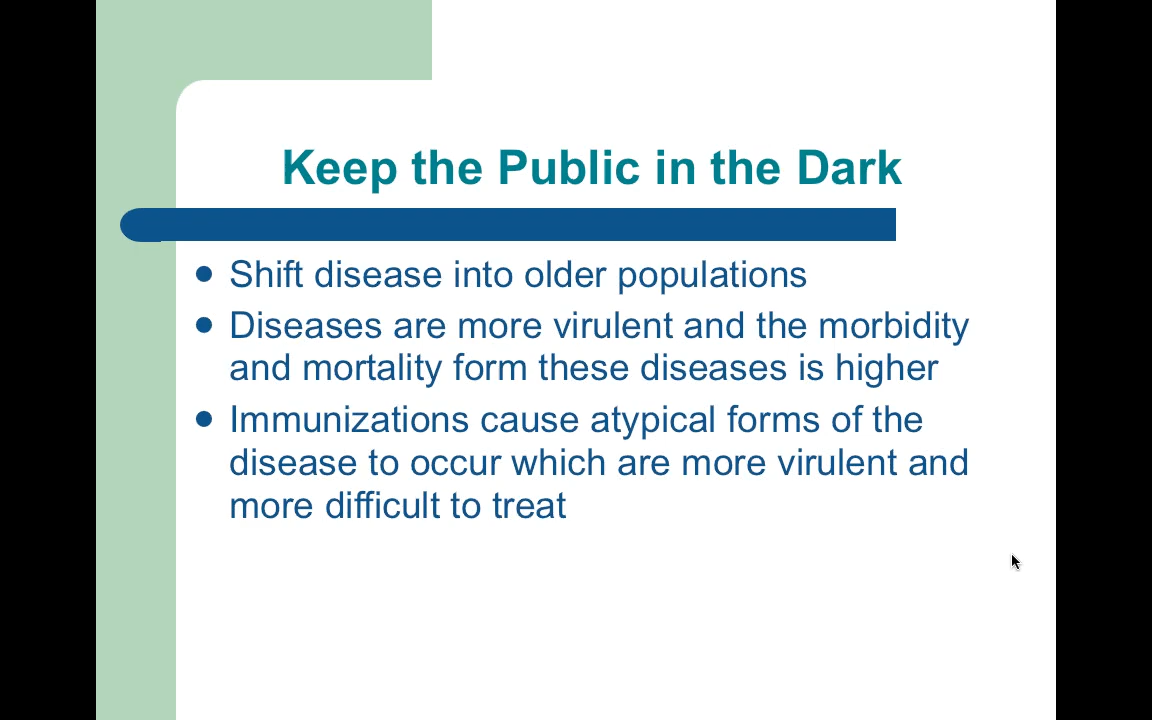 Keep the Public in the Dark
Shift disease into older populations
Diseases are more virulent and the morbidity
and mortality form these diseases is higher
Immunizations cause atypical forms of the
disease to occur which are more virulent and
more difficult to treat